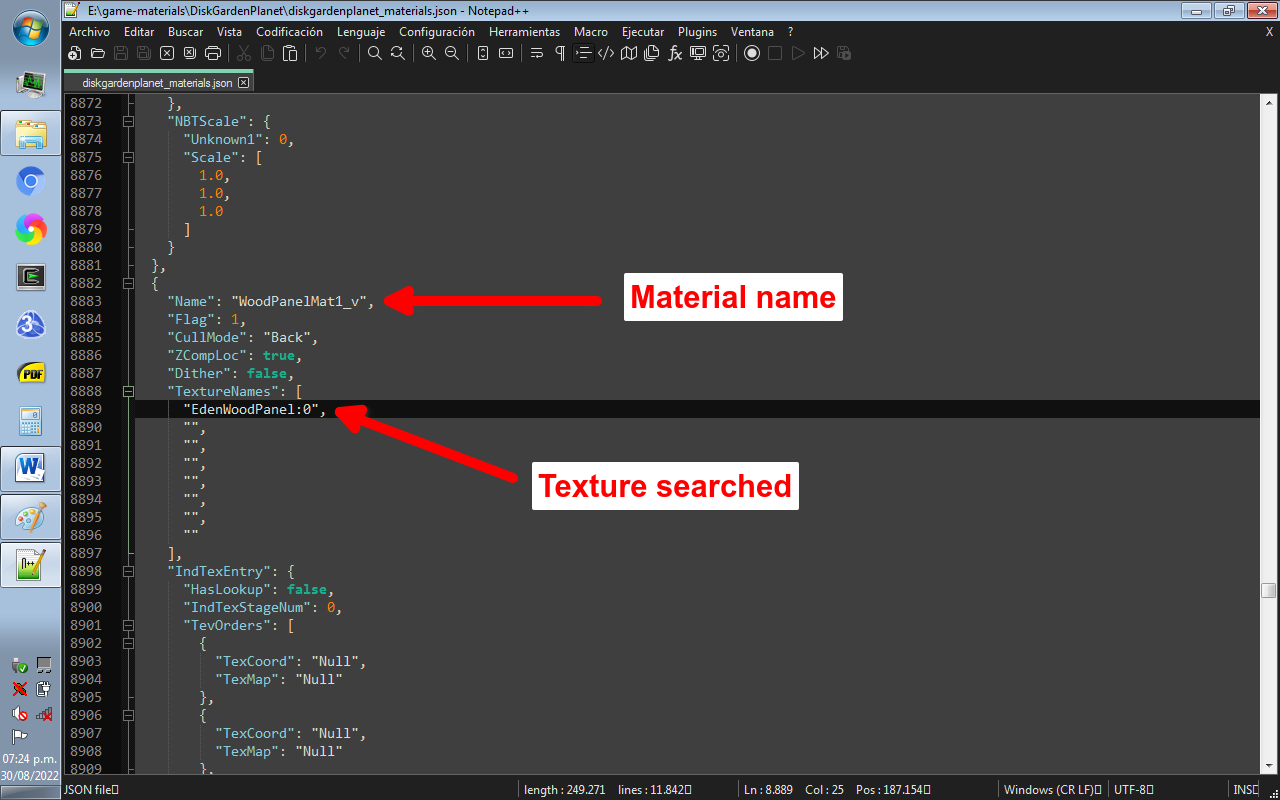 E:\game-materials\DiskGardenPlanet\diskgardenplanet_materials.json - Notepad++
Archivo Editar Buscar Vista Codificación Lenguaje Configuración Herramientas Macro Ejecutar Plugins Ventana ? X
diskgardenplanet_materials.json
8872 },
8873 "NBTScale": {
8874 "Unknown1": 0,
8875 "Scale": [
8876 1.0,
8877 1.0,
8878 1.0
8879 ]
8880 }
8881 },
8882 {
8883 "Name": "WoodPanelMat1_v",
Material name
8884 "Flag": 1,
8885 "CullMode": "Back",
8886 "ZCompLoc": true,
8887 "Dither": false,
8888 "TextureNames": [
8889 "EdenWoodPanel:0",
8890 "",
8891 "",
8892 "",
8893 "",
Texture searched
8894 "",
8895 "",
8896 ""
8897 ],
8898 "IndTexEntry": {
8899 "HasLookup": false,
8900 "IndTexStageNum": 0,
8901 "TevOrders": [
8902 {
8903 "TexCoord": "Null",
8904 "TexMap": "Null"
8905 },
8906 {
8907 "TexCoord": "Null",
8908 "TexMap": "Null"
8909 },
JSON file length : 249.271 lines : 11.842 Ln : 8.889 Col : 25 Pos : 187.154 Windows (CR LF) UTF-8 INS
PDF
07:24 p.m.
30/08/2022